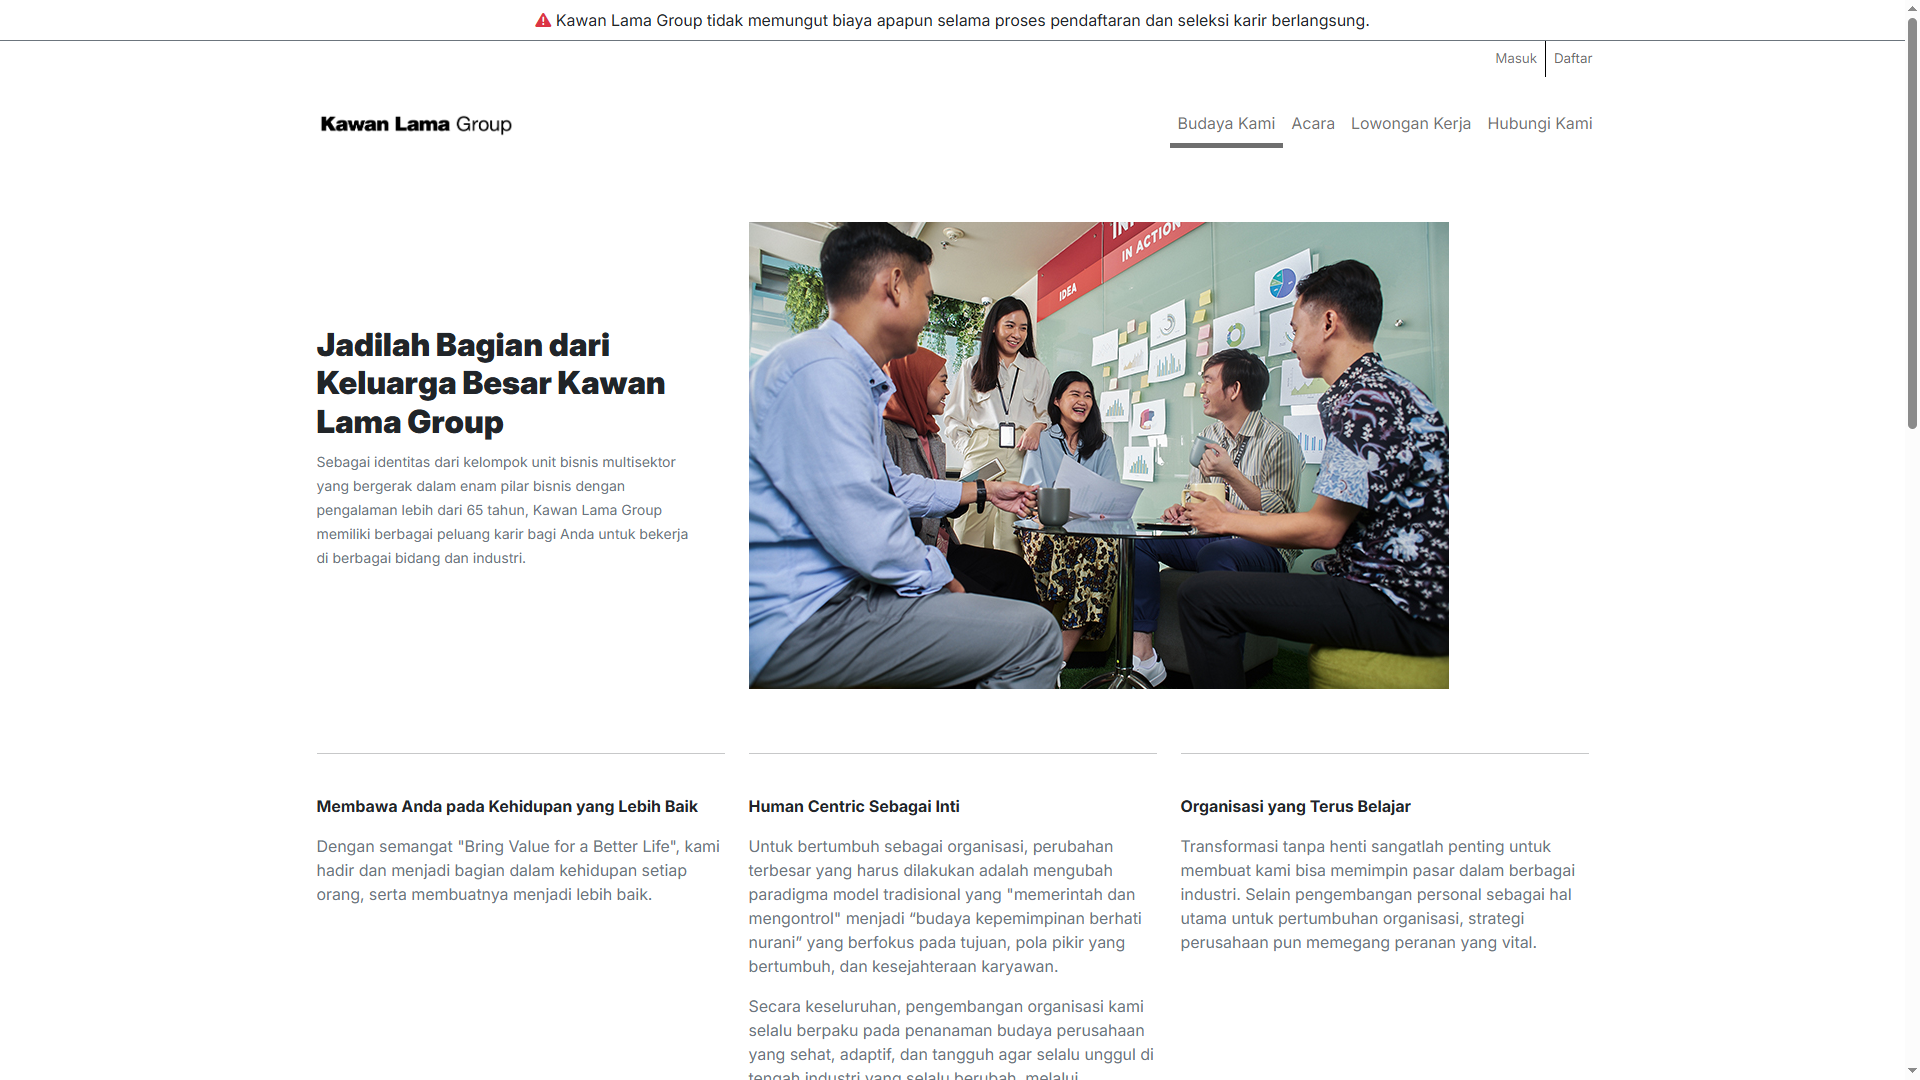 Kawan Lama Group tidak memungut biaya apapun selama proses pendaftaran dan seleksi karir berlangsung.
Masuk
Daftar
Kawan Lama Group
Budaya Kami
Acara
Lowongan Kerja
Hubungi Kami
Jadilah Bagian dari
Keluarga Besar Kawan
Lama Group
Sebagai identitas dari kelompok unit bisnis multisektor
yang bergerak dalam enam pilar bisnis dengan
pengalaman lebih dari 65 tahun, Kawan Lama Group
memiliki berbagai peluang karir bagi Anda untuk bekerja
di berbagai bidang dan industri.
IDEA
IN ACTION
Membawa Anda pada Kehidupan yang Lebih Baik
Dengan semangat "Bring Value for a Better Life", kami
hadir dan menjadi bagian dalam kehidupan setiap
orang, serta membuatnya menjadi lebih baik.
Human Centric Sebagai Inti
Untuk bertumbuh sebagai organisasi, perubahan
terbesar yang harus dilakukan adalah mengubah
paradigma model tradisional yang "memerintah dan
mengontrol" menjadi “budaya kepemimpinan berhati
nurani” yang berfokus pada tujuan, pola pikir yang
bertumbuh, dan kesejahteraan karyawan.
Secara keseluruhan, pengembangan organisasi kami
selalu berpaku pada penanaman budaya perusahaan
yang sehat, adaptif, dan tangguh agar selalu unggul di
tengah industri yang selalu berubah, melalui
Organisasi yang Terus Belajar
Transformasi tanpa henti sangatlah penting untuk
membuat kami bisa memimpin pasar dalam berbagai
industri. Selain pengembangan personal sebagai hal
utama untuk pertumbuhan organisasi, strategi
perusahaan pun memegang peranan yang vital.